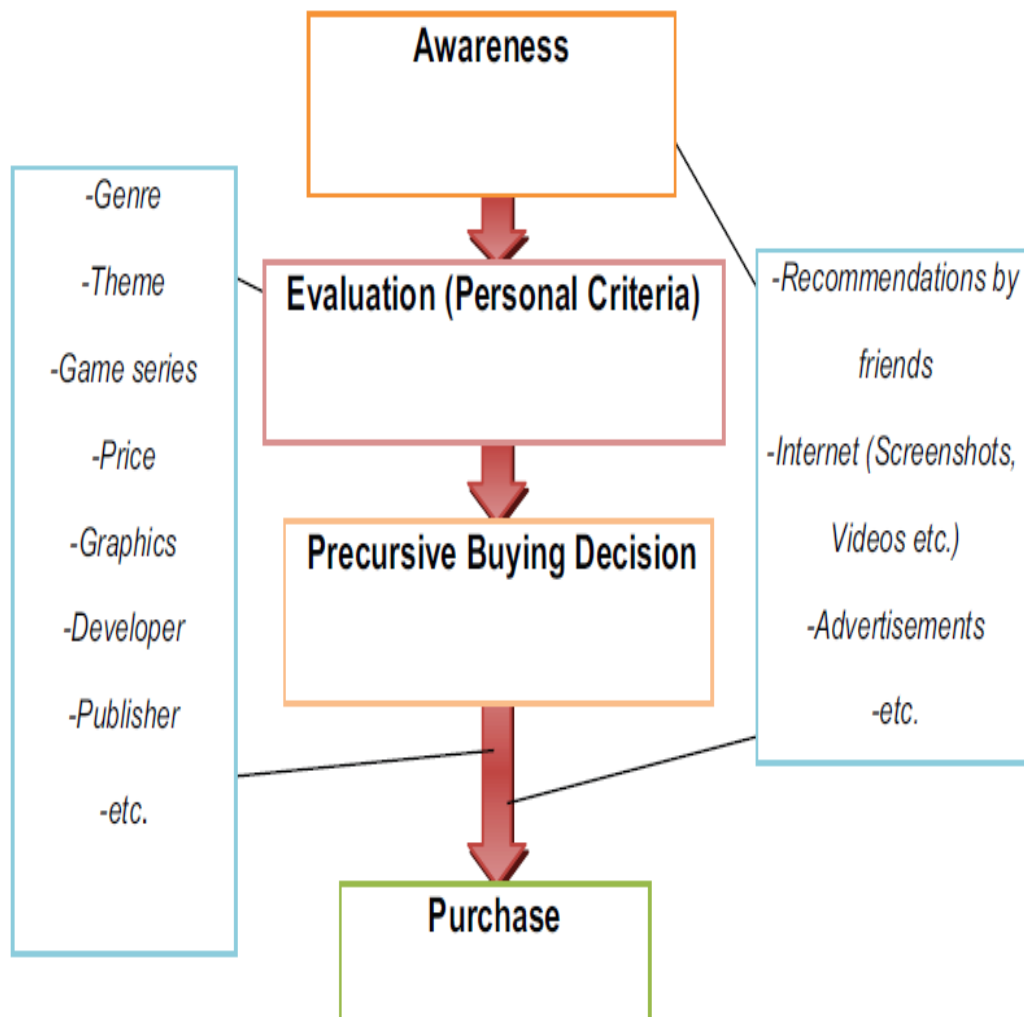 Awareness
-Genre
-Theme
-Game series
-Price
-Graphics
-Developer
-Publisher
-etc.
Evaluation (Personal Criteria)
-Recommendations by
friends
-Internet (Screenshots,
Videos etc.)
-Advertisements
-etc.
Precursive Buying Decision
Purchase